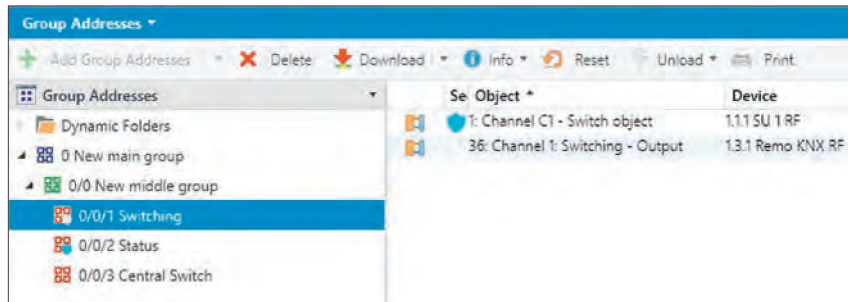 Group Addresses
Add Group Addresses Delete Download Info Reset Unload Print
Group Addresses
Se Object Device
Dynamic Folders
1: Channel C1 - Switch object 1.1.1 SU 1 RF
0 New main group
36: Channel 1: Switching - Output 1.3.1 Remo KNX RF
0/0 New middle group
0/0/1 Switching
0/0/2 Status
0/0/3 Central Switch